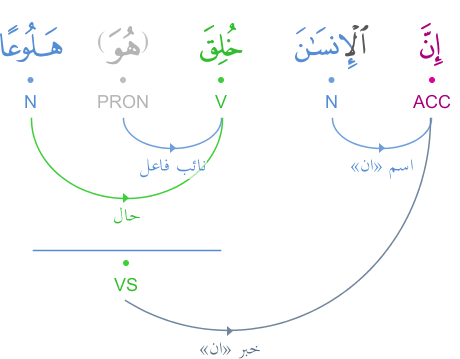 إِنَّ ٱلْإِنسَـٰنَ خُلِقَ (هُوَ) هَلُوعًا
ACC N V PRON N
اسم «ان» نائب فاعل
حال
VS
خبر «ان»